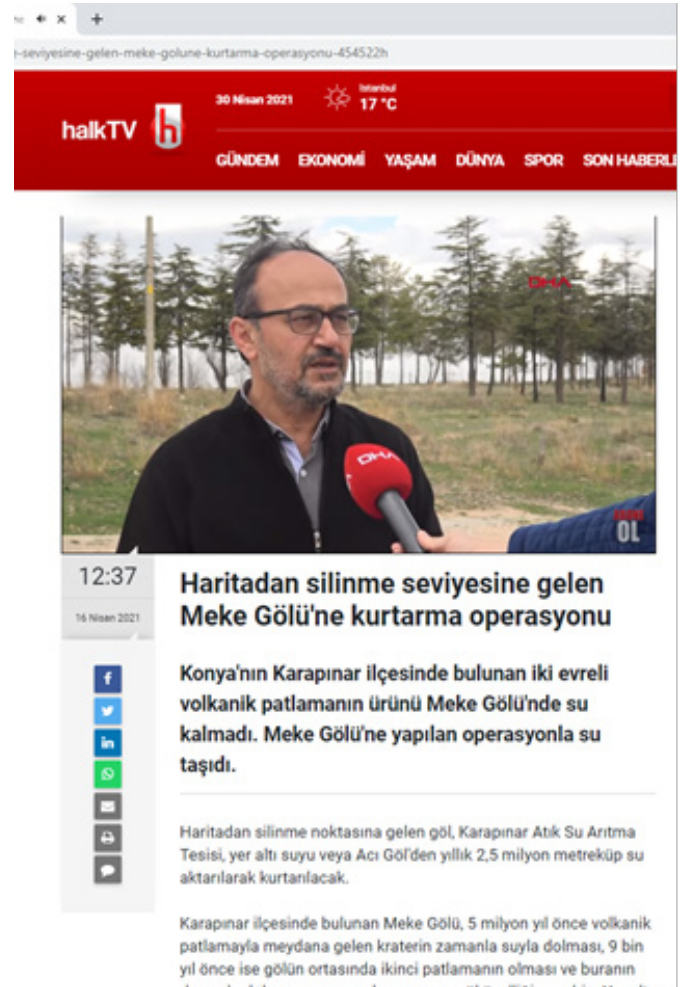 -seviyesine-gelen-meke-golune-kurtarma-operasyonu-454522h
halkTV h
30 Nisan 2021
Istanbul
17 °C
GÜNDEM EKONOMİ YAŞAM DÜNYA SPOR SON HABERL
DHA
DHA
OL
12:37
16 Nisan 2021
Haritadan silinme seviyesine gelen
Meke Gölü'ne kurtarma operasyonu
Konya'nın Karapınar ilçesinde bulunan iki evreli
volkanik patlamanın ürünü Meke Gölü'nde su
kalmadı. Meke Gölü'ne yapılan operasyonla su
taşıdı.
Haritadan silinme noktasına gelen göl, Karapınar Atık Su Arıtma
Tesisi, yer altı suyu veya Acı Göl'den yıllık 2,5 milyon metreküp su
aktarılarak kurtarılacak.
Karapınar ilçesinde bulunan Meke Gölü, 5 milyon yıl önce volkanik
patlamayla meydana gelen kraterin zamanla suyla dolması, 9 bin
yıl önce ise gölün ortasında ikinci patlamanın olması ve buranın